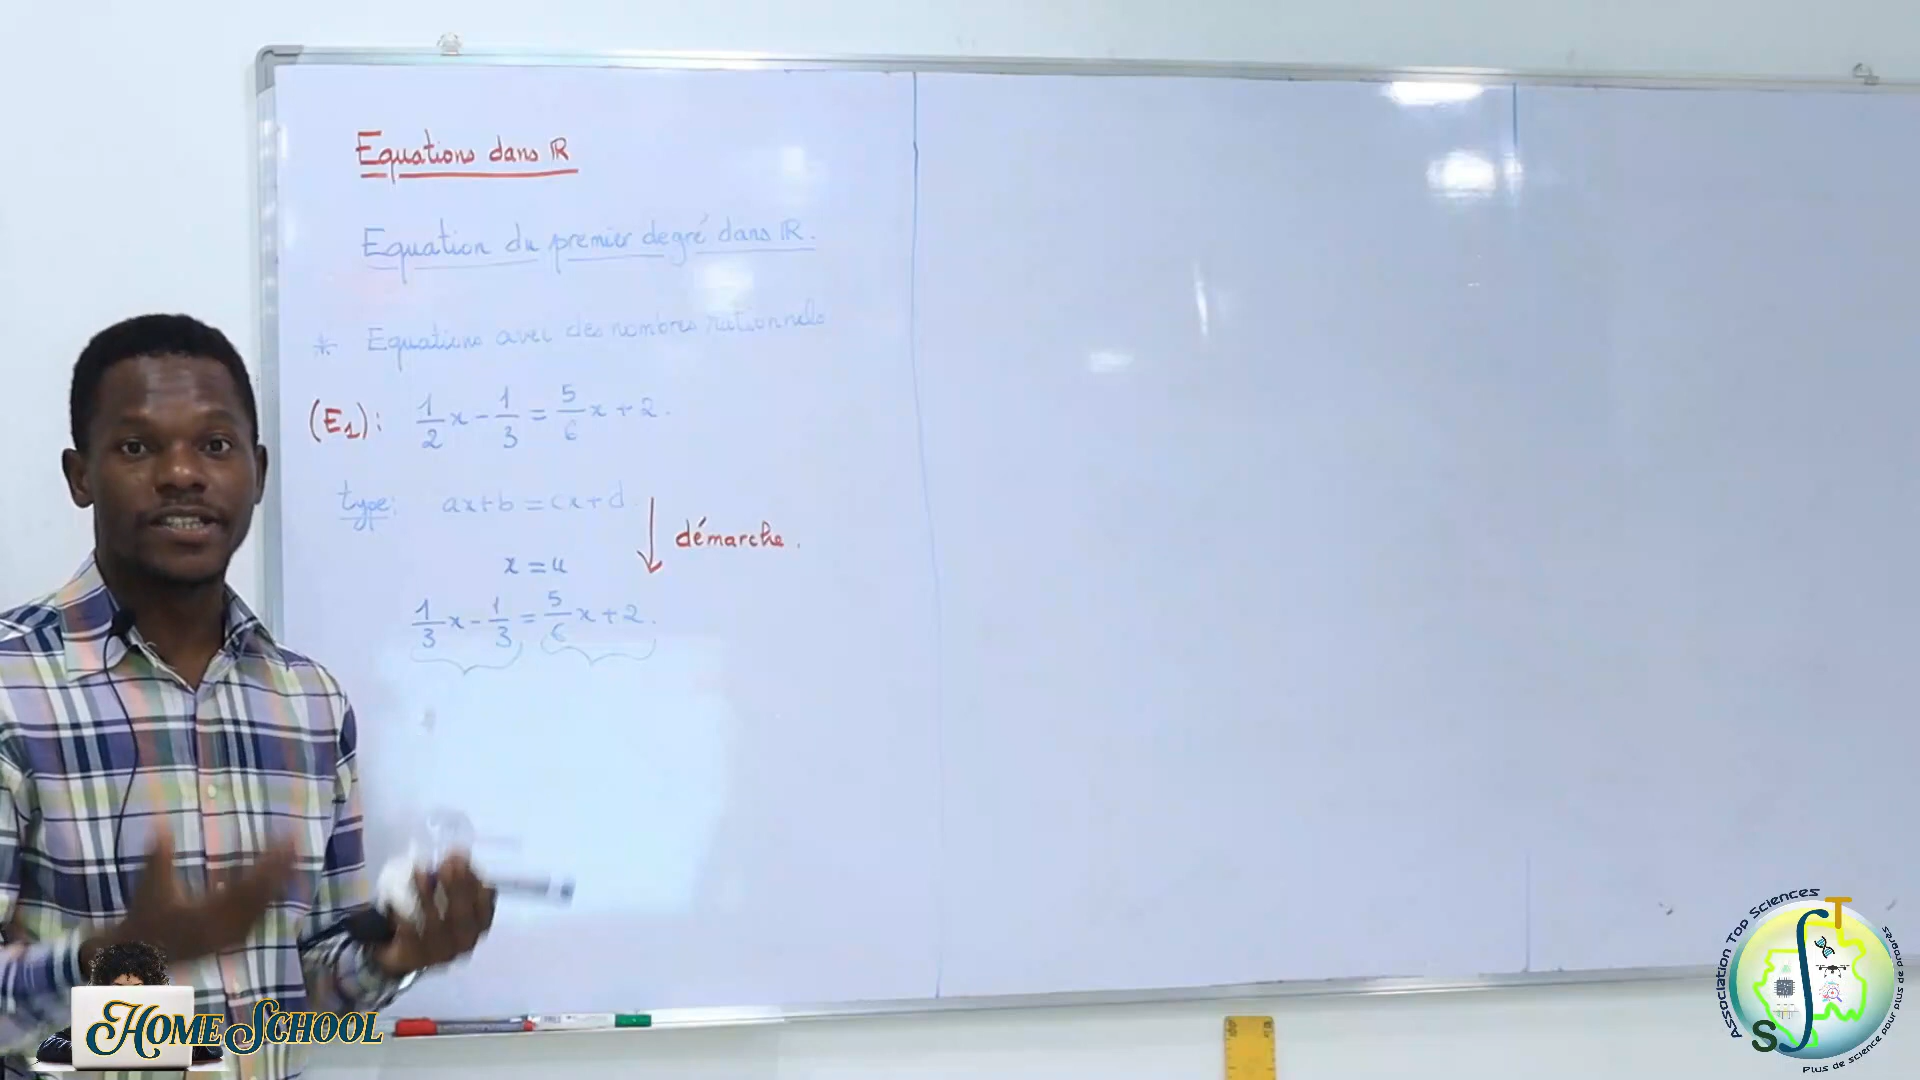 Equations dans ℝ
Equation du premier degré dans ℝ.
* Equations avec des nombres rationnels
(E1): 1/2 x - 1/3 = 5/6 x + 2.
type: ax+b = cx+d.
démarche.
x = u
1/3 x - 1/3 = 5/6 x + 2.
HOME SCHOOL
Association Top Sciences
S T
Plus de science pour plus de progrès